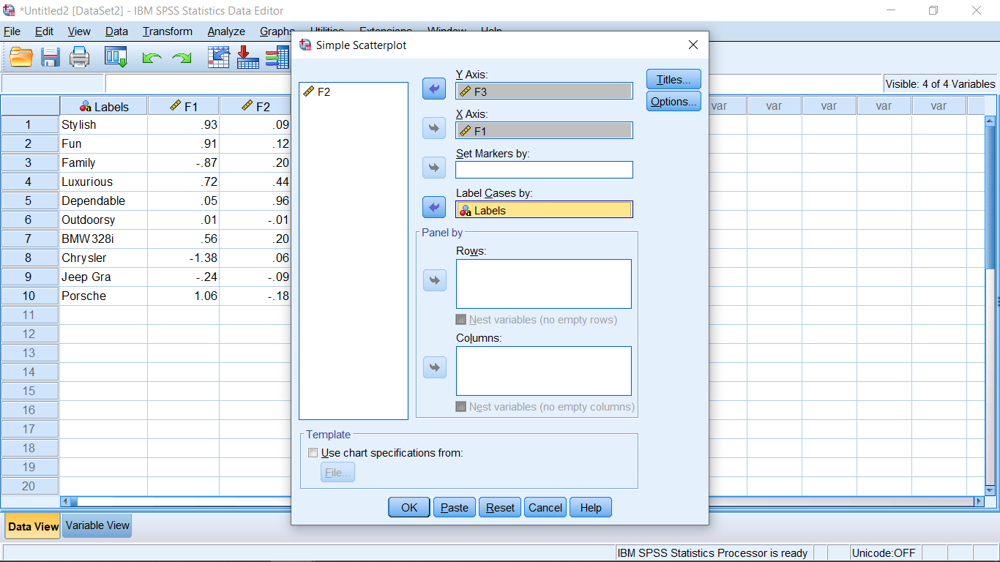 *Untitled2 [DataSet2] - IBM SPSS Statistics Data Editor
File Edit View Data Transform Analyze Graphs Utilities Extensions Window Help
Visible: 4 of 4 Variables
Labels F1 F2 var var var var var
1 Stylish .93 .09
2 Fun .91 .12
3 Family -.87 .20
4 Luxurious .72 .44
5 Dependable .05 .96
6 Outdoorsy .01 -.01
7 BMW328i .56 .20
8 Chrysler -1.38 .06
9 Jeep Gra -.24 -.09
10 Porsche 1.06 -.18
11
12
13
14
15
16
17
18
19
20
Simple Scatterplot
F2
Y Axis:
F3
X Axis:
F1
Set Markers by:
Label Cases by:
Labels
Titles...
Options...
Panel by
Rows:
Nest variables (no empty rows)
Columns:
Nest variables (no empty columns)
Template
Use chart specifications from:
File...
OK Paste Reset Cancel Help
Data View Variable View
IBM SPSS Statistics Processor is ready Unicode:OFF